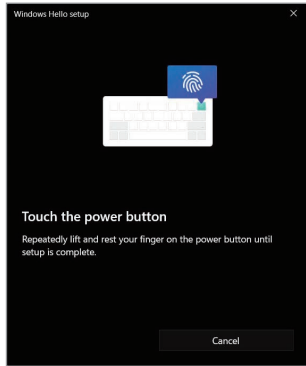 Windows Hello setup
Touch the power button
Repeatedly lift and rest your finger on the power button until
setup is complete.
Cancel